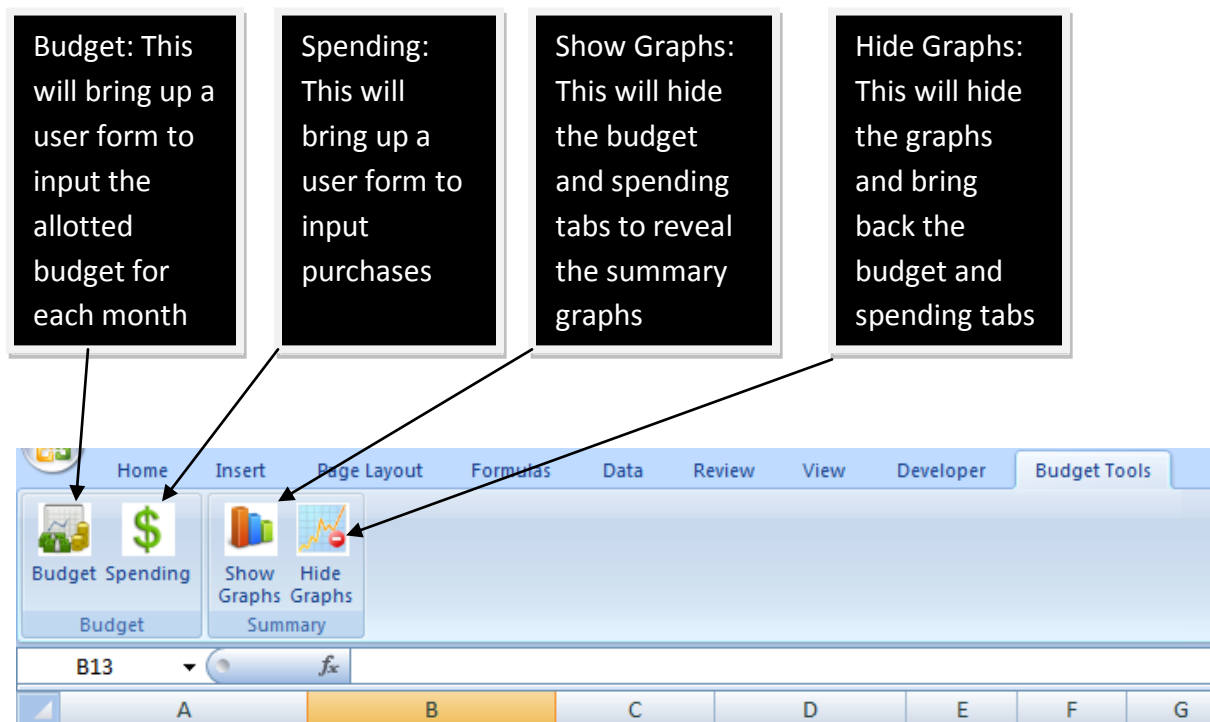 Budget: This
will bring up a
user form to
input the
allotted
budget for
each month
Spending:
This will
bring up a
user form to
input
purchases
Show Graphs:
This will hide
the budget
and spending
tabs to reveal
the summary
graphs
Hide Graphs:
This will hide
the graphs
and bring
back the
budget and
spending tabs
Home Insert Page Layout Formulas Data Review View Developer Budget Tools
Budget Spending Show Hide
Graphs Graphs
Budget Summary
B13 fx
A B C D E F G